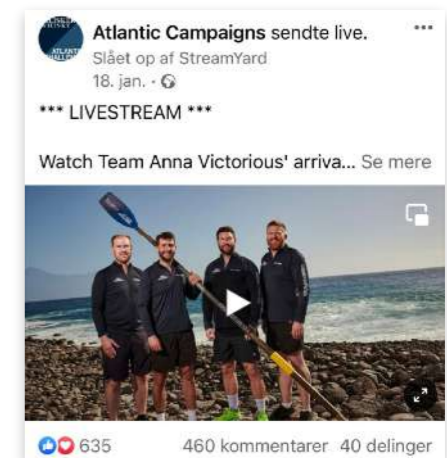 Atlantic Campaigns sendte live.
Slået op af StreamYard
18. jan.
*** LIVESTREAM ***
Watch Team Anna Victorious' arriva... Se mere
635
460 kommentarer 40 delinger